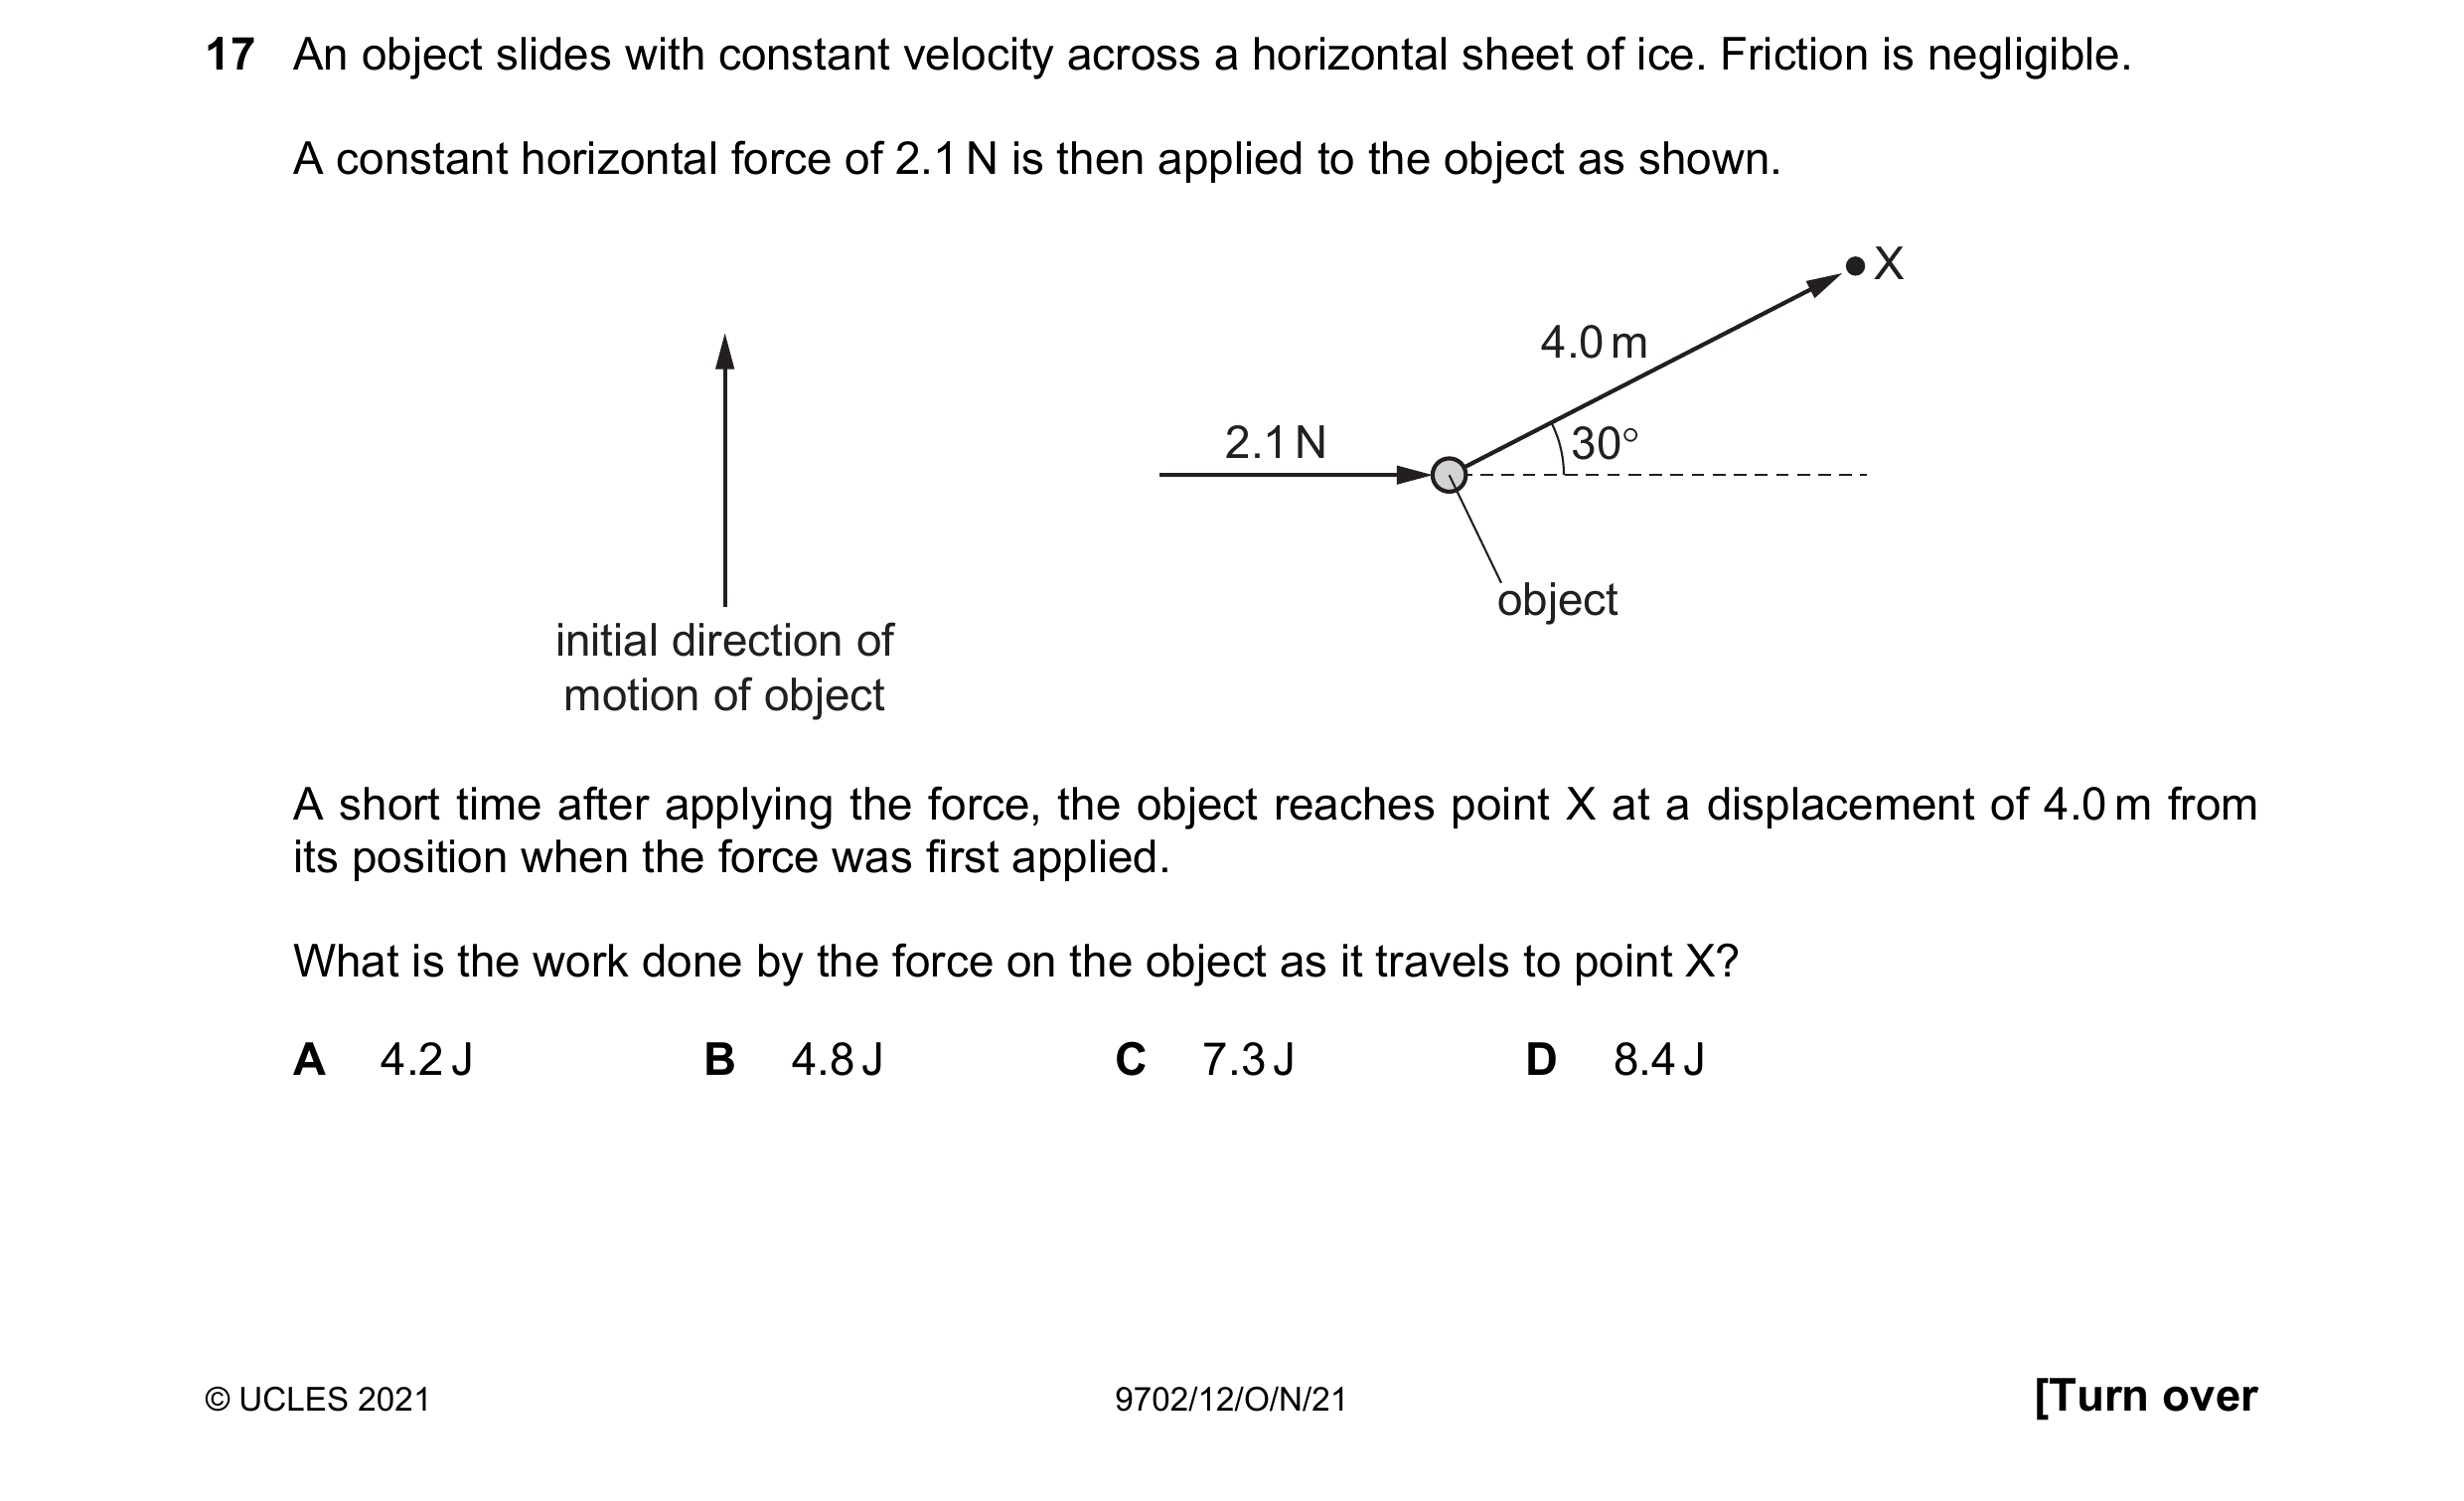 17 An object slides with constant velocity across a horizontal sheet of ice. Friction is negligible.
A constant horizontal force of 2.1 N is then applied to the object as shown.
X
4.0 m
2.1 N
30°
object
initial direction of
motion of object
A short time after applying the force, the object reaches point X at a displacement of 4.0 m from
its position when the force was first applied.
What is the work done by the force on the object as it travels to point X?
A 4.2 J B 4.8 J C 7.3 J D 8.4 J
© UCLES 2021 9702/12/O/N/21 [Turn over